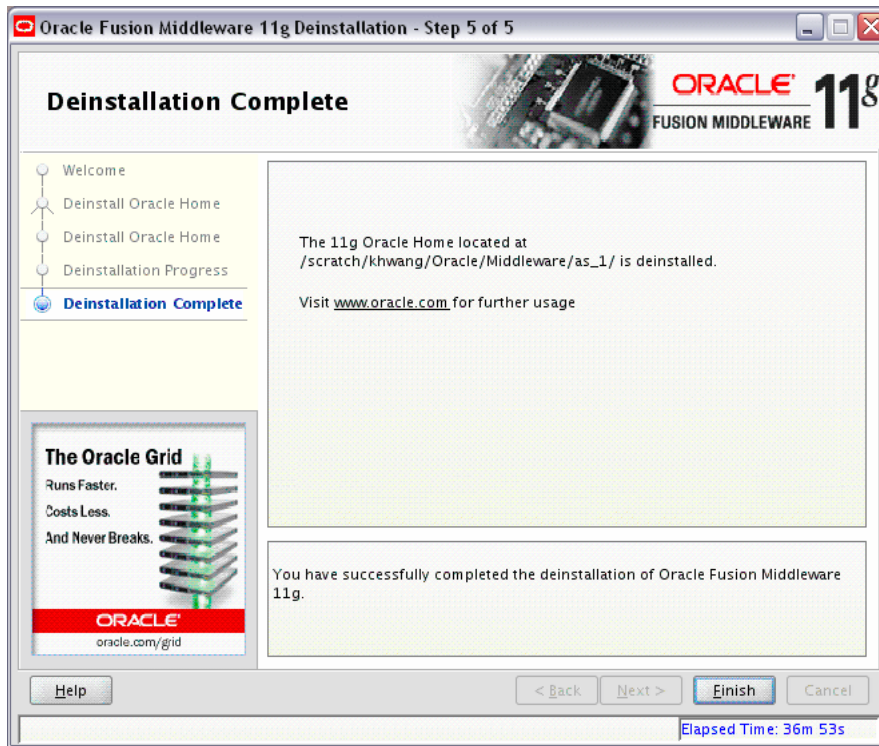 Oracle Fusion Middleware 11g Deinstallation - Step 5 of 5
Deinstallation Complete
ORACLE
FUSION MIDDLEWARE
11g
Welcome
Deinstall Oracle Home
Deinstall Oracle Home
Deinstallation Progress
Deinstallation Complete
The 11g Oracle Home located at
/scratch/khwang/Oracle/Middleware/as_1/ is deinstalled.
Visit www.oracle.com for further usage
The Oracle Grid
Runs Faster.
Costs Less.
And Never Breaks.
ORACLE
oracle.com/grid
You have successfully completed the deinstallation of Oracle Fusion Middleware
11g.
Help
< Back
Next >
Finish
Cancel
Elapsed Time: 36m 53s